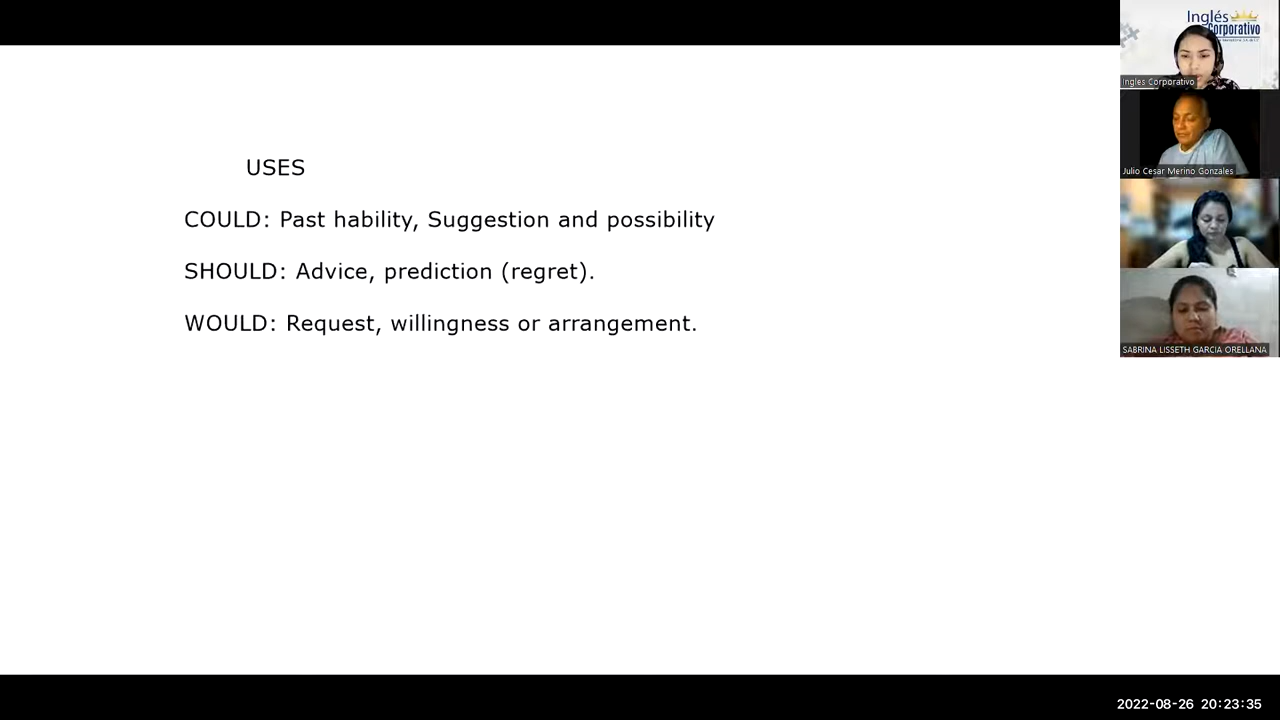 USES
COULD: Past hability, Suggestion and possibility
SHOULD: Advice, prediction (regret).
WOULD: Request, willingness or arrangement.
Inglés
Corporativo
Ingles Corporativo
Julio Cesar Merino Gonzales
SABRINA LISSETH GARCIA ORELLANA
2022-08-26 20:23:35